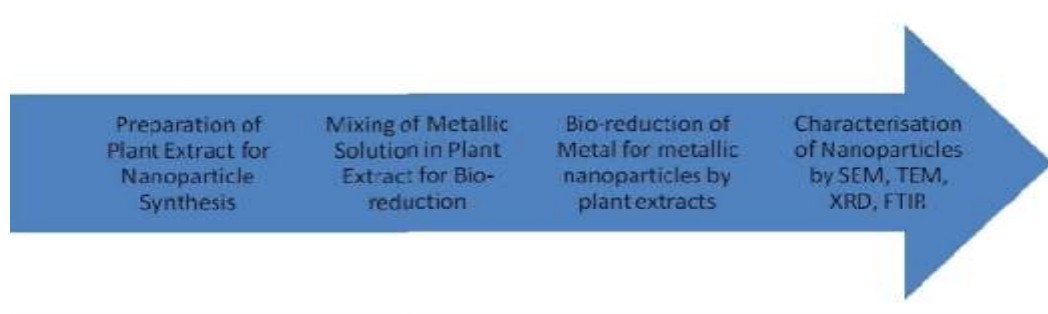 Preparation of
Plant Extract for
Nanoparticle
Synthesis
Mixing of Metallic
Solution in Plant
Extract for Bio-
reduction
Bio-reduction of
Metal for metallic
nanoparticles by
plant extracts
Characterisation
of Nanoparticles
by SEM, TEM,
XRD, FTIR